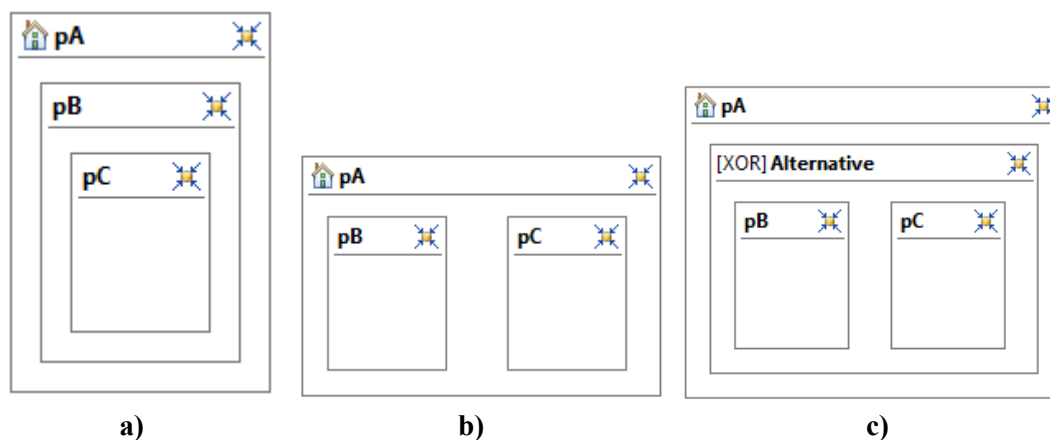 pA
pB
pC
a)
pA
pB pC
b)
pA
[XOR] Alternative
pB pC
c)